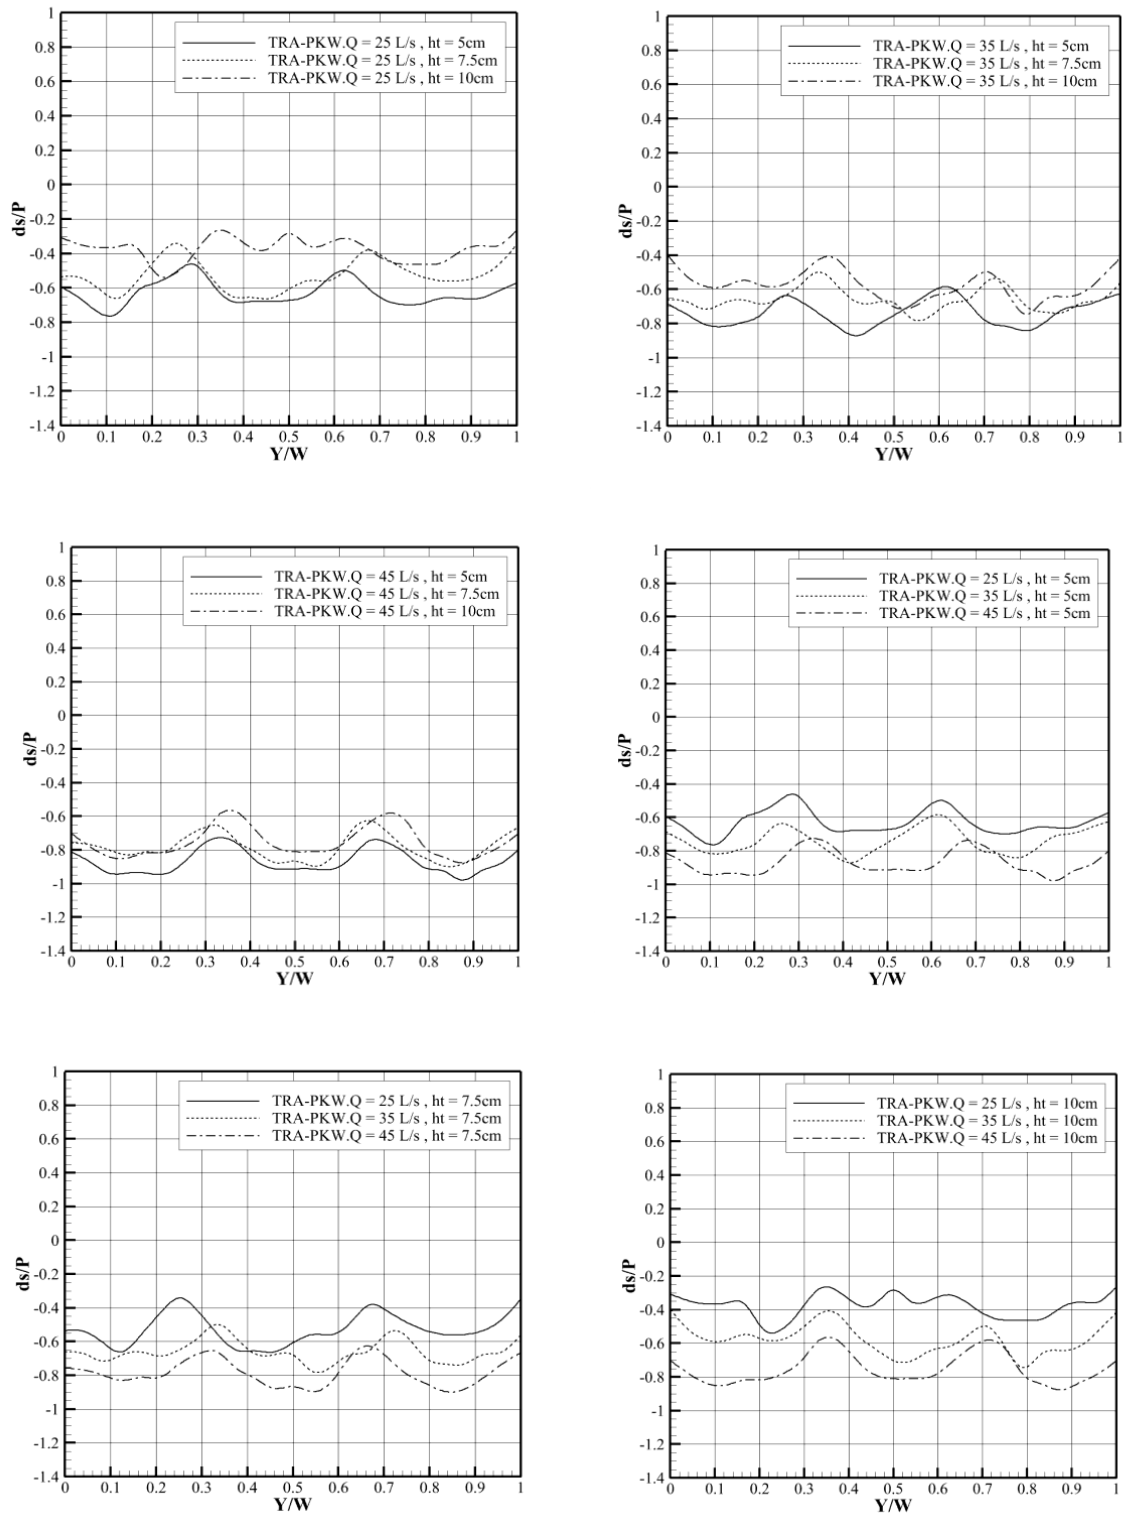 TRA-PKW.Q = 25 L/s , ht = 5cm
TRA-PKW.Q = 25 L/s , ht = 7.5cm
TRA-PKW.Q = 25 L/s , ht = 10cm
1
0.8
0.6
0.4
0.2
0
-0.2
-0.4
-0.6
-0.8
-1
-1.2
-1.4
ds/P
0 0.1 0.2 0.3 0.4 0.5 0.6 0.7 0.8 0.9 1
Y/W
TRA-PKW.Q = 35 L/s , ht = 5cm
TRA-PKW.Q = 35 L/s , ht = 7.5cm
TRA-PKW.Q = 35 L/s , ht = 10cm
1
0.8
0.6
0.4
0.2
0
-0.2
-0.4
-0.6
-0.8
-1
-1.2
-1.4
ds/P
0 0.1 0.2 0.3 0.4 0.5 0.6 0.7 0.8 0.9 1
Y/W
TRA-PKW.Q = 45 L/s , ht = 5cm
TRA-PKW.Q = 45 L/s , ht = 7.5cm
TRA-PKW.Q = 45 L/s , ht = 10cm
1
0.8
0.6
0.4
0.2
0
-0.2
-0.4
-0.6
-0.8
-1
-1.2
-1.4
ds/P
0 0.1 0.2 0.3 0.4 0.5 0.6 0.7 0.8 0.9 1
Y/W
TRA-PKW.Q = 25 L/s , ht = 5cm
TRA-PKW.Q = 35 L/s , ht = 5cm
TRA-PKW.Q = 45 L/s , ht = 5cm
1
0.8
0.6
0.4
0.2
0
-0.2
-0.4
-0.6
-0.8
-1
-1.2
-1.4
ds/P
0 0.1 0.2 0.3 0.4 0.5 0.6 0.7 0.8 0.9 1
Y/W
TRA-PKW.Q = 25 L/s , ht = 7.5cm
TRA-PKW.Q = 35 L/s , ht = 7.5cm
TRA-PKW.Q = 45 L/s , ht = 7.5cm
1
0.8
0.6
0.4
0.2
0
-0.2
-0.4
-0.6
-0.8
-1
-1.2
-1.4
ds/P
0 0.1 0.2 0.3 0.4 0.5 0.6 0.7 0.8 0.9 1
Y/W
TRA-PKW.Q = 25 L/s , ht = 10cm
TRA-PKW.Q = 35 L/s , ht = 10cm
TRA-PKW.Q = 45 L/s , ht = 10cm
1
0.8
0.6
0.4
0.2
0
-0.2
-0.4
-0.6
-0.8
-1
-1.2
-1.4
ds/P
0 0.1 0.2 0.3 0.4 0.5 0.6 0.7 0.8 0.9 1
Y/W